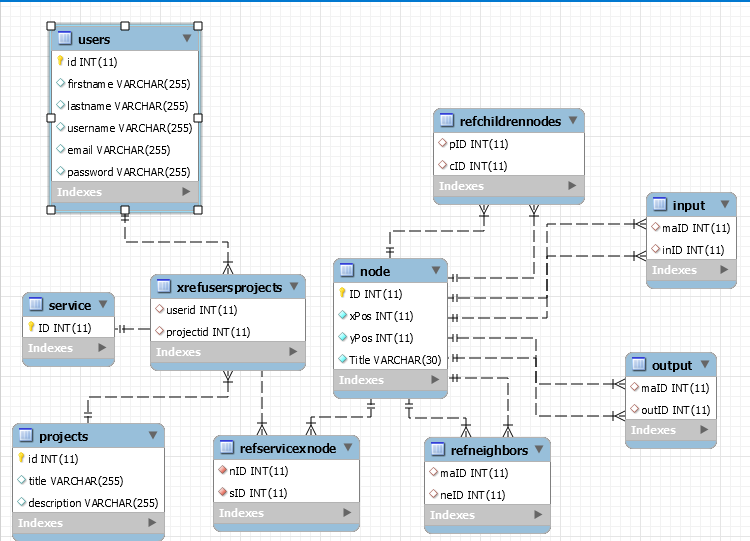 users
id INT(11)
firstname VARCHAR(255)
lastname VARCHAR(255)
username VARCHAR(255)
email VARCHAR(255)
password VARCHAR(255)
Indexes
refchildrennodes
pID INT(11)
cID INT(11)
Indexes
input
maID INT(11)
inID INT(11)
Indexes
node
ID INT(11)
xPos INT(11)
yPos INT(11)
Title VARCHAR(30)
Indexes
xrefusersprojects
userid INT(11)
projectid INT(11)
Indexes
service
ID INT(11)
Indexes
output
maID INT(11)
outID INT(11)
Indexes
projects
id INT(11)
title VARCHAR(255)
description VARCHAR(255)
Indexes
refservicexnode
nID INT(11)
sID INT(11)
Indexes
refneighbors
maID INT(11)
neID INT(11)
Indexes